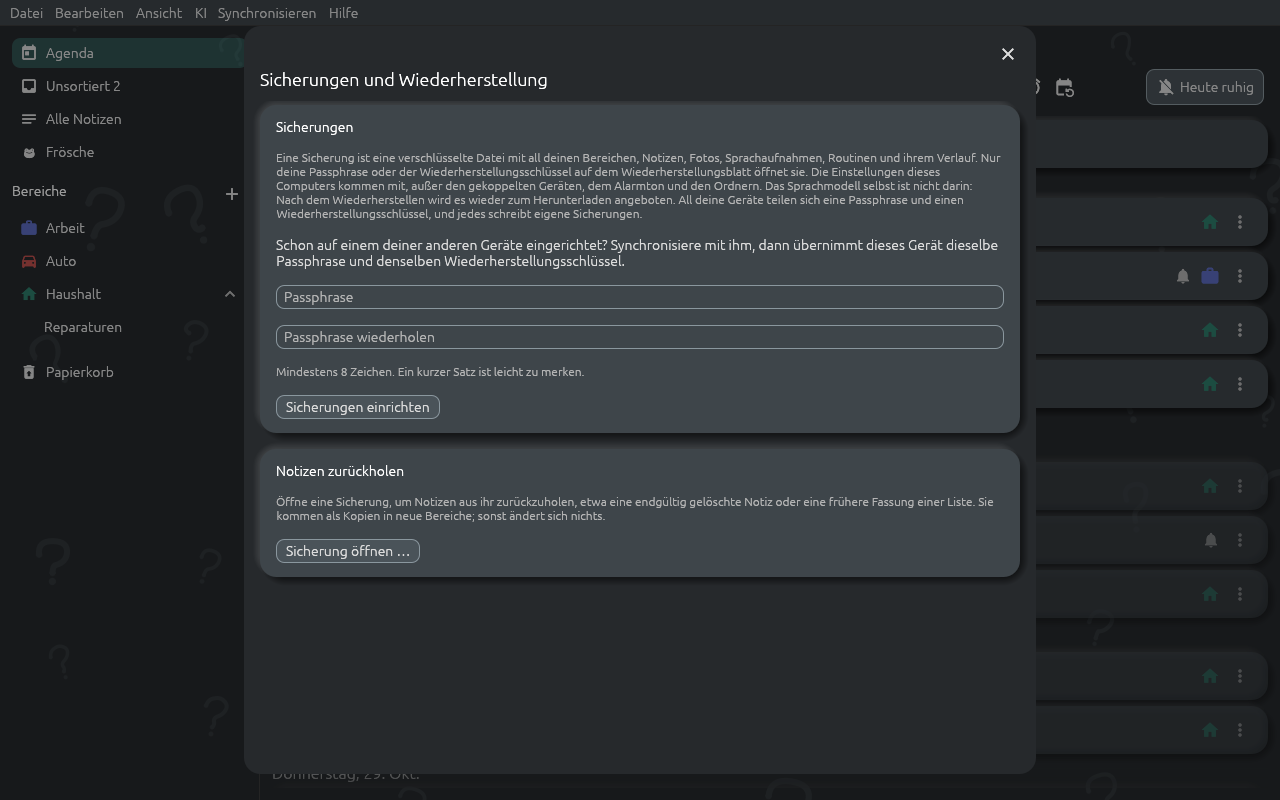 Datei Bearbeiten Ansicht KI Synchronisieren Hilfe
Agenda
Unsortiert 2
Alle Notizen
Frösche
Bereiche
Arbeit
Auto
Haushalt
Reparaturen
Papierkorb
Heute ruhig
Sicherungen und Wiederherstellung
Sicherungen
Eine Sicherung ist eine verschlüsselte Datei mit all deinen Bereichen, Notizen, Fotos, Sprachaufnahmen, Routinen und ihrem Verlauf. Nur
deine Passphrase oder der Wiederherstellungsschlüssel auf dem Wiederherstellungsblatt öffnet sie. Die Einstellungen dieses
Computers kommen mit, außer den gekoppelten Geräten, dem Alarmton und den Ordnern. Das Sprachmodell selbst ist nicht darin:
Nach dem Wiederherstellen wird es wieder zum Herunterladen angeboten. All deine Geräte teilen sich eine Passphrase und einen
Wiederherstellungsschlüssel, und jedes schreibt eigene Sicherungen.
Schon auf einem deiner anderen Geräte eingerichtet? Synchronisiere mit ihm, dann übernimmt dieses Gerät dieselbe
Passphrase und denselben Wiederherstellungsschlüssel.
Passphrase
Passphrase wiederholen
Mindestens 8 Zeichen. Ein kurzer Satz ist leicht zu merken.
Sicherungen einrichten
Notizen zurückholen
Öffne eine Sicherung, um Notizen aus ihr zurückzuholen, etwa eine endgültig gelöschte Notiz oder eine frühere Fassung einer Liste. Sie
kommen als Kopien in neue Bereiche; sonst ändert sich nichts.
Sicherung öffnen …
Donnerstag, 29. Okt.